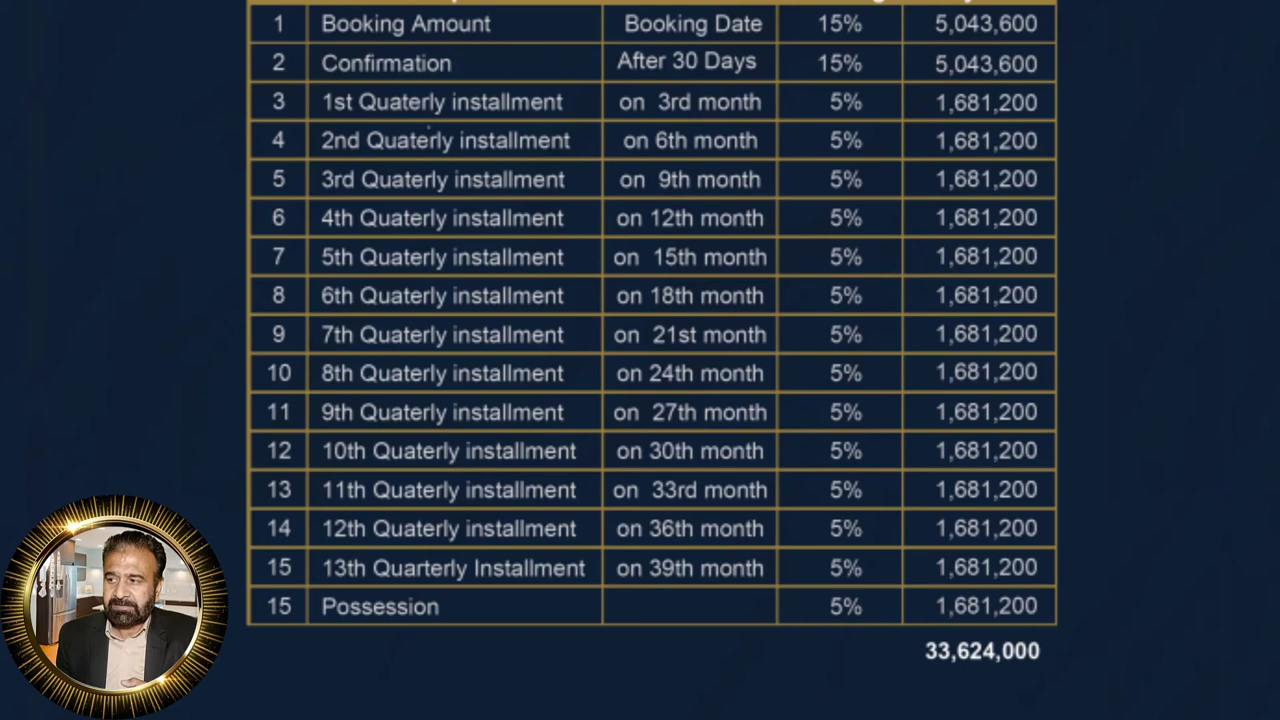 1 Booking Amount Booking Date 15% 5,043,600
2 Confirmation After 30 Days 15% 5,043,600
3 1st Quaterly installment on 3rd month 5% 1,681,200
4 2nd Quaterly installment on 6th month 5% 1,681,200
5 3rd Quaterly installment on 9th month 5% 1,681,200
6 4th Quaterly installment on 12th month 5% 1,681,200
7 5th Quaterly installment on 15th month 5% 1,681,200
8 6th Quaterly installment on 18th month 5% 1,681,200
9 7th Quaterly installment on 21st month 5% 1,681,200
10 8th Quaterly installment on 24th month 5% 1,681,200
11 9th Quaterly installment on 27th month 5% 1,681,200
12 10th Quaterly installment on 30th month 5% 1,681,200
13 11th Quaterly installment on 33rd month 5% 1,681,200
14 12th Quaterly installment on 36th month 5% 1,681,200
15 13th Quarterly Installment on 39th month 5% 1,681,200
15 Possession 5% 1,681,200
33,624,000